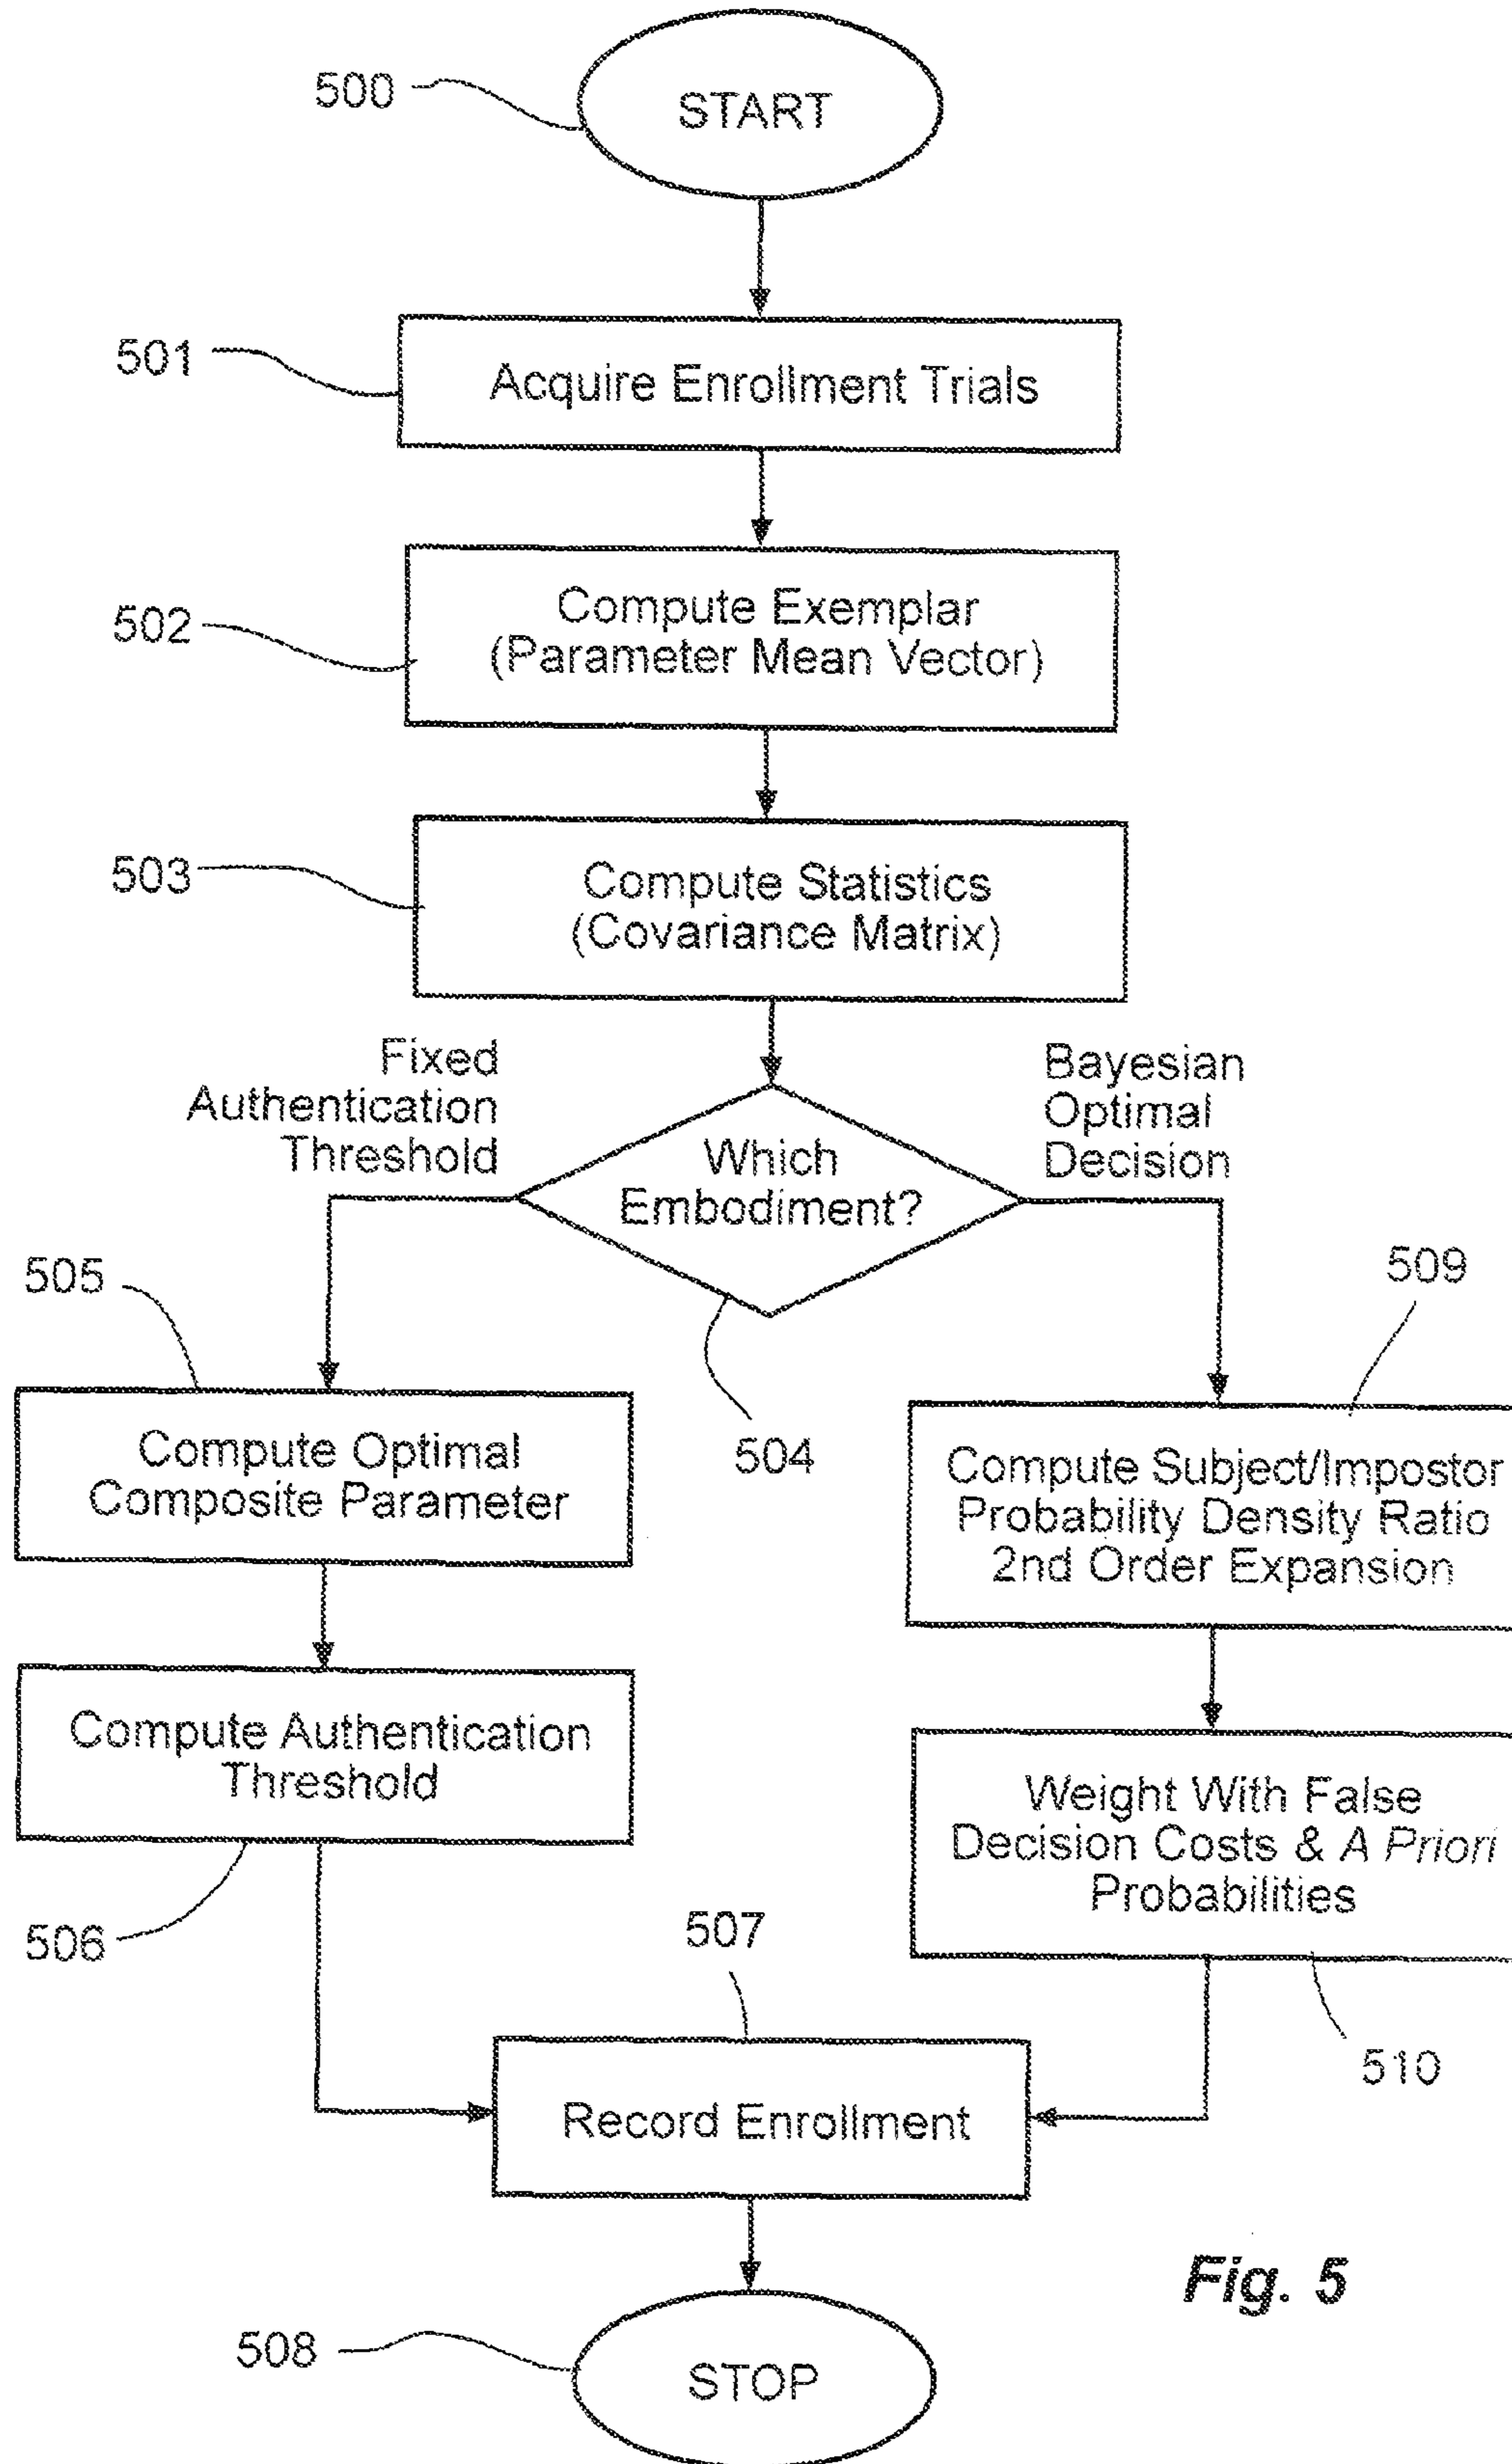 500
START
501
Acquire Enrollment Trials
502
Compute Exemplar
(Parameter Mean Vector)
503
Compute Statistics
(Covariance Matrix)
Fixed
Authentication
Threshold
Bayesian
Optimal
Decision
Which
Embodiment?
504
505
Compute Optimal
Composite Parameter
509
Compute Subject/Impostor
Probability Density Ratio
2nd Order Expansion
Compute Authentication
Threshold
506
Weight With False
Decision Costs & A Priori
Probabilities
510
507
Record Enrollment
508
STOP
Fig. 5